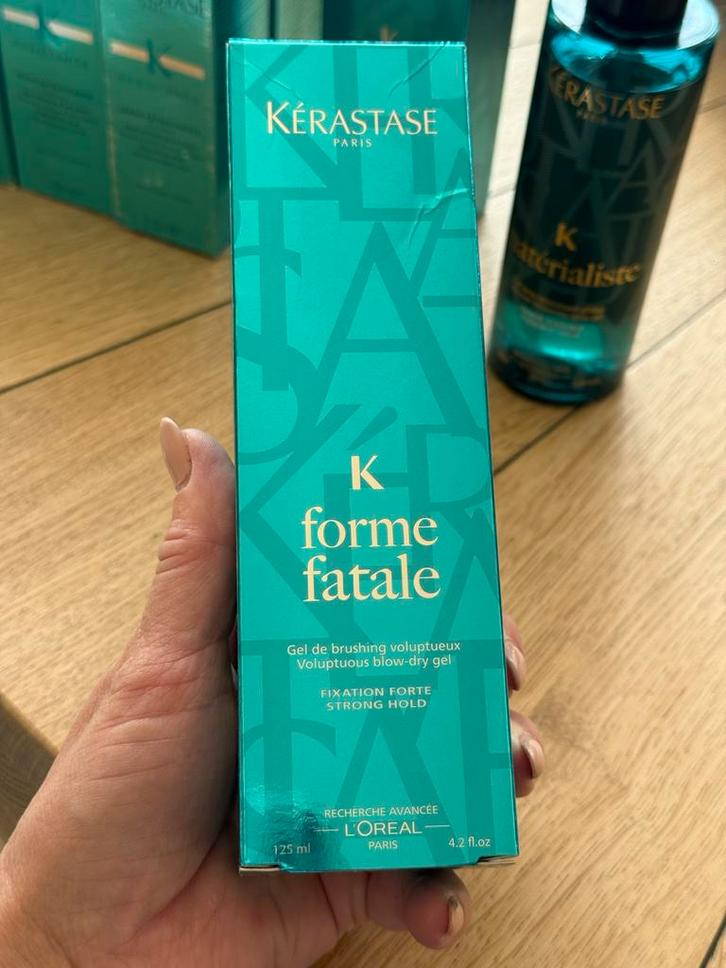 KÉRASTASE
PARIS
K
forme
fatale
Gel de brushing voluptueux
Voluptuous blow-dry gel
FIXATION FORTE
STRONG HOLD
RECHERCHE AVANCÉE
L'ORÉAL
PARIS
125 ml
4.2 fl.oz
KÉRASTASE
PARIS
K
matérialiste